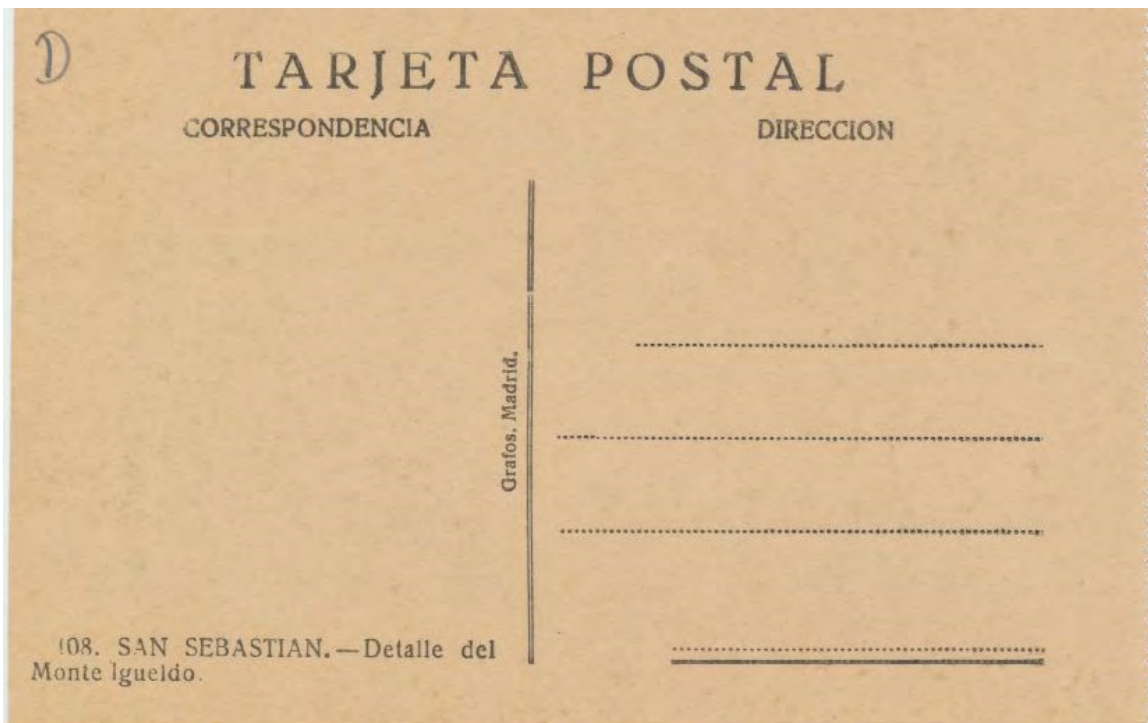 D
TARJETA POSTAL
CORRESPONDENCIA
DIRECCION
Grafos. Madrid.
108. SAN SEBASTIAN.—Detalle del
Monte Igueldo.